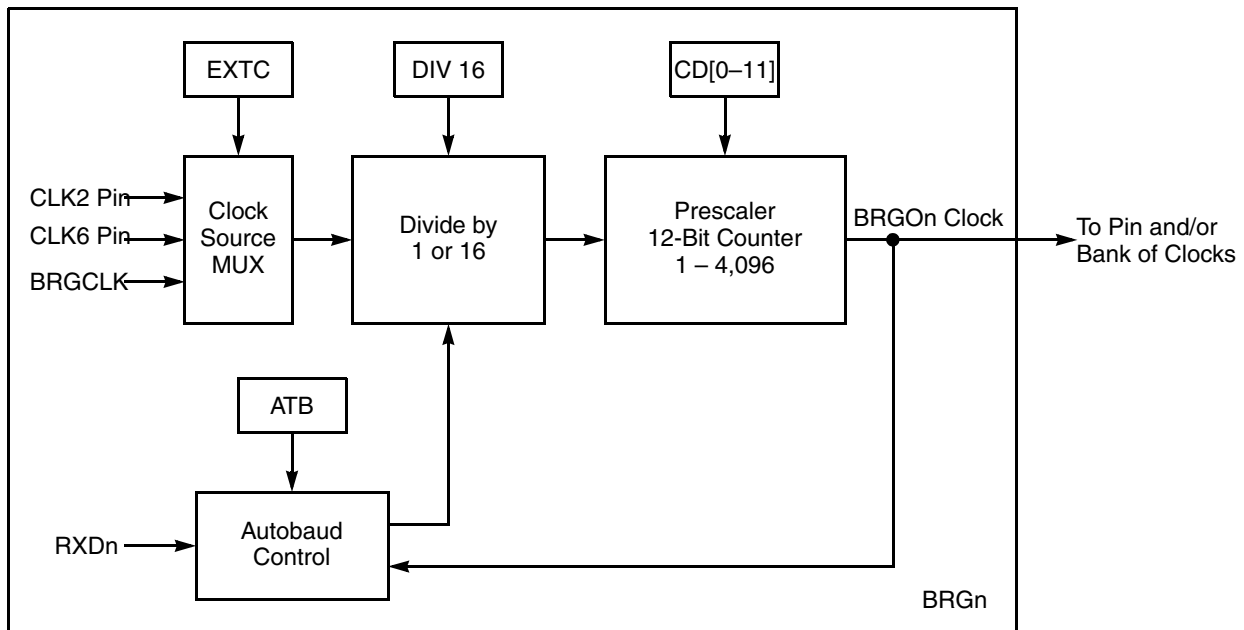 EXTC
DIV 16
CD[0–11]
CLK2 Pin
CLK6 Pin
BRGCLK
Clock
Source
MUX
Divide by
1 or 16
Prescaler
12-Bit Counter
1 – 4,096
BRGOn Clock
To Pin and/or
Bank of Clocks
ATB
RXDn
Autobaud
Control
BRGn